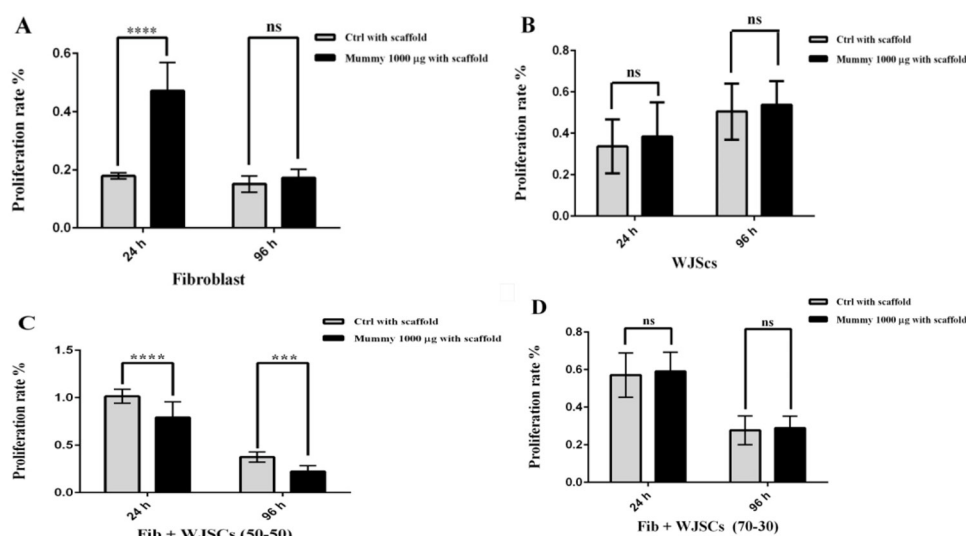 A
****
ns
Ctrl with scaffold
Mummy 1000 µg with scaffold
Proliferation rate %
0.6
0.4
0.2
0.0
24 h
96 h
Fibroblast
B
ns
ns
Ctrl with scaffold
Mummy 1000 µg with scaffold
Proliferation rate %
0.8
0.6
0.4
0.2
0.0
24 h
96 h
WJScs
C
****
***
Ctrl with scaffold
Mummy 1000 µg with scaffold
Proliferation rate %
1.5
1.0
0.5
0.0
24 h
96 h
Fib + WJSCs (50-50)
D
ns
ns
Ctrl with scaffold
Mummy 1000 µg with scaffold
Proliferation rate %
0.8
0.6
0.4
0.2
0.0
24 h
96 h
Fib + WJSCs (70-30)